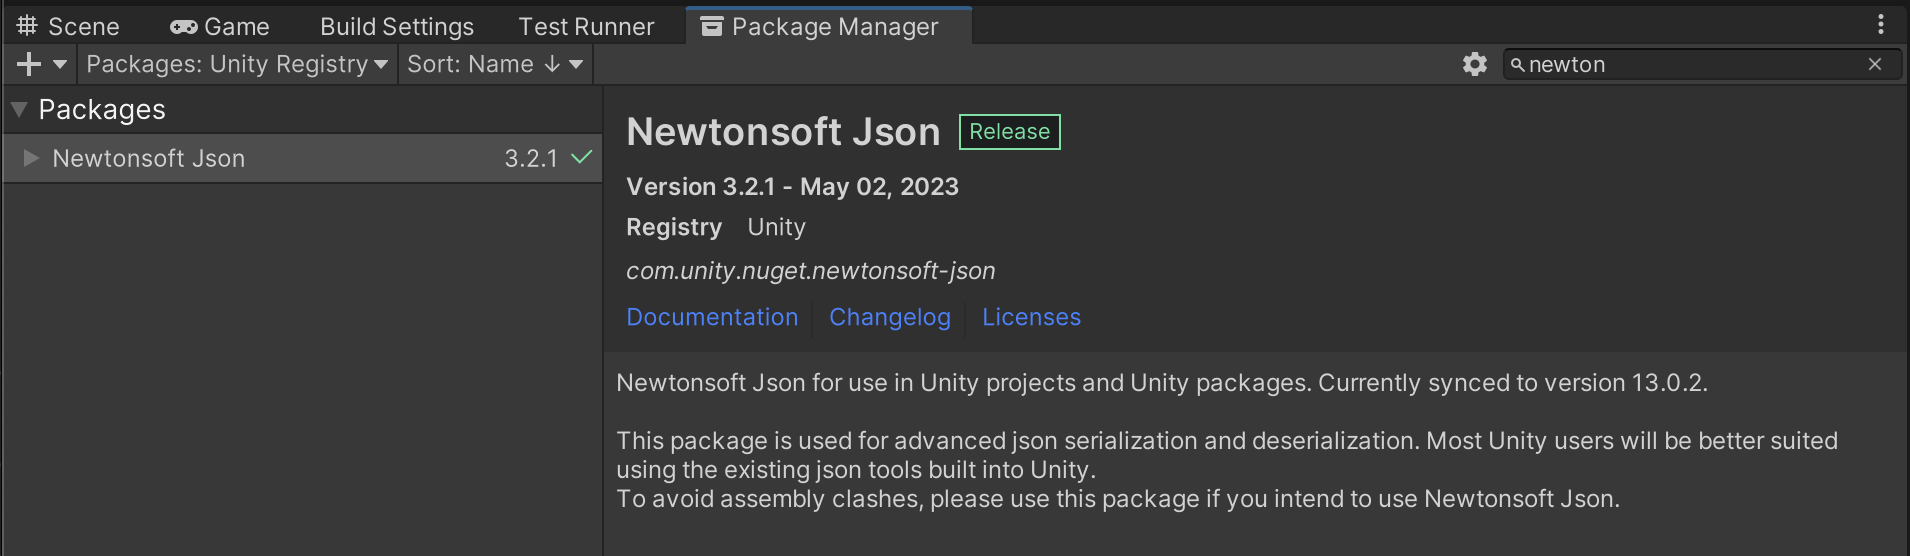 Scene Game Build Settings Test Runner Package Manager
Packages: Unity Registry Sort: Name ↓ newton
Packages
Newtonsoft Json 3.2.1
Newtonsoft Json Release
Version 3.2.1 - May 02, 2023
Registry Unity
com.unity.nuget.newtonsoft-json
Documentation Changelog Licenses
Newtonsoft Json for use in Unity projects and Unity packages. Currently synced to version 13.0.2.
This package is used for advanced json serialization and deserialization. Most Unity users will be better suited
using the existing json tools built into Unity.
To avoid assembly clashes, please use this package if you intend to use Newtonsoft Json.